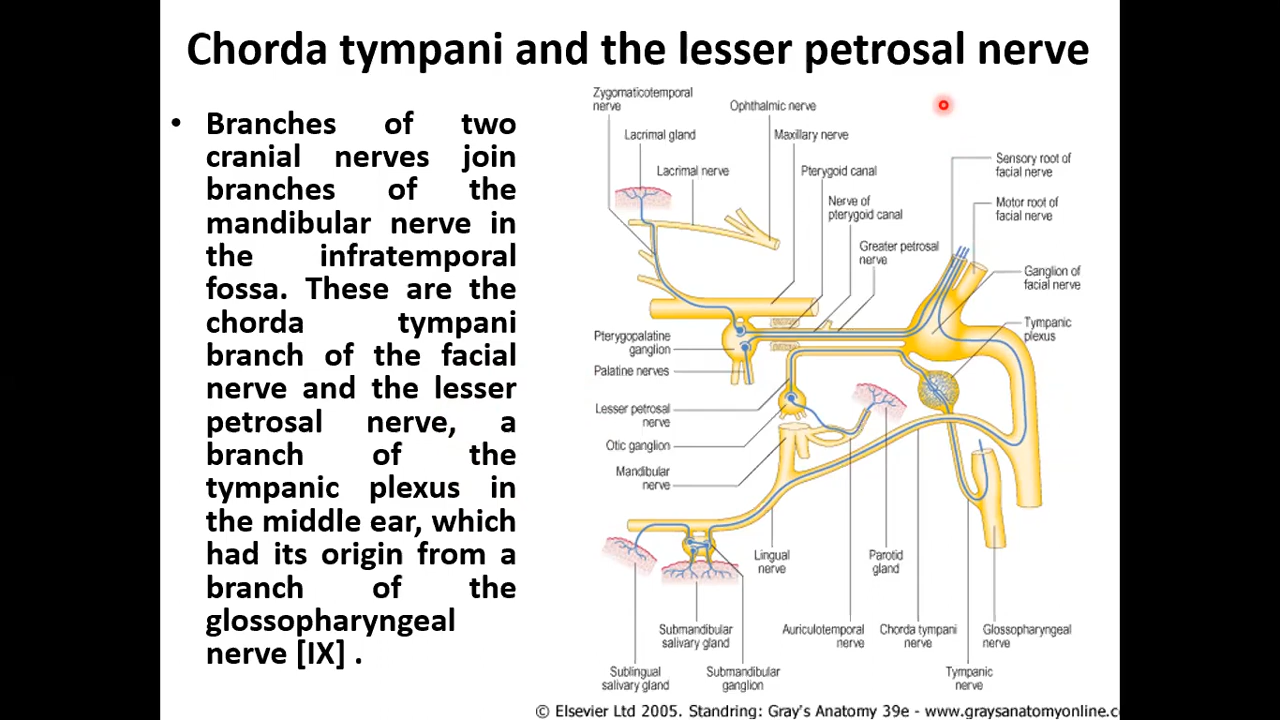 Chorda tympani and the lesser petrosal nerve
• Branches of two
cranial nerves join
branches of the
mandibular nerve in
the infratemporal
fossa. These are the
chorda tympani
branch of the facial
nerve and the lesser
petrosal nerve, a
branch of the
tympanic plexus in
the middle ear, which
had its origin from a
branch of the
glossopharyngeal
nerve [IX] .
Zygomaticotemporal
nerve
Ophthalmic nerve
Lacrimal gland
Maxillary nerve
Lacrimal nerve
Pterygoid canal
Sensory root of
facial nerve
Nerve of
pterygoid canal
Motor root of
facial nerve
Greater petrosal
nerve
Ganglion of
facial nerve
Tympanic
plexus
Pterygopalatine
ganglion
Palatine nerves
Lesser petrosal
nerve
Otic ganglion
Mandibular
nerve
Lingual
nerve
Parotid
gland
Submandibular
salivary gland
Auriculotemporal
nerve
Chorda tympani
nerve
Glossopharyngeal
nerve
Sublingual
salivary gland
Submandibular
ganglion
Tympanic
nerve
© Elsevier Ltd 2005. Standring: Gray's Anatomy 39e - www.graysanatomyonline.c